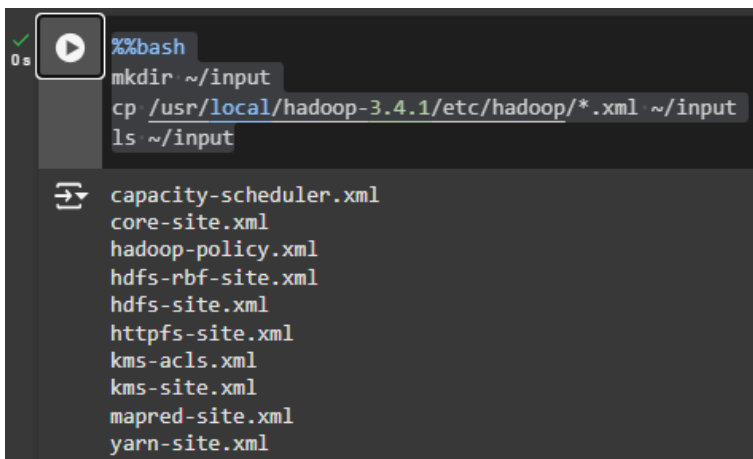 0s
%%bash
mkdir ~/input
cp /usr/local/hadoop-3.4.1/etc/hadoop/*.xml ~/input
ls ~/input
capacity-scheduler.xml
core-site.xml
hadoop-policy.xml
hdfs-rbf-site.xml
hdfs-site.xml
httpfs-site.xml
kms-acls.xml
kms-site.xml
mapred-site.xml
yarn-site.xml